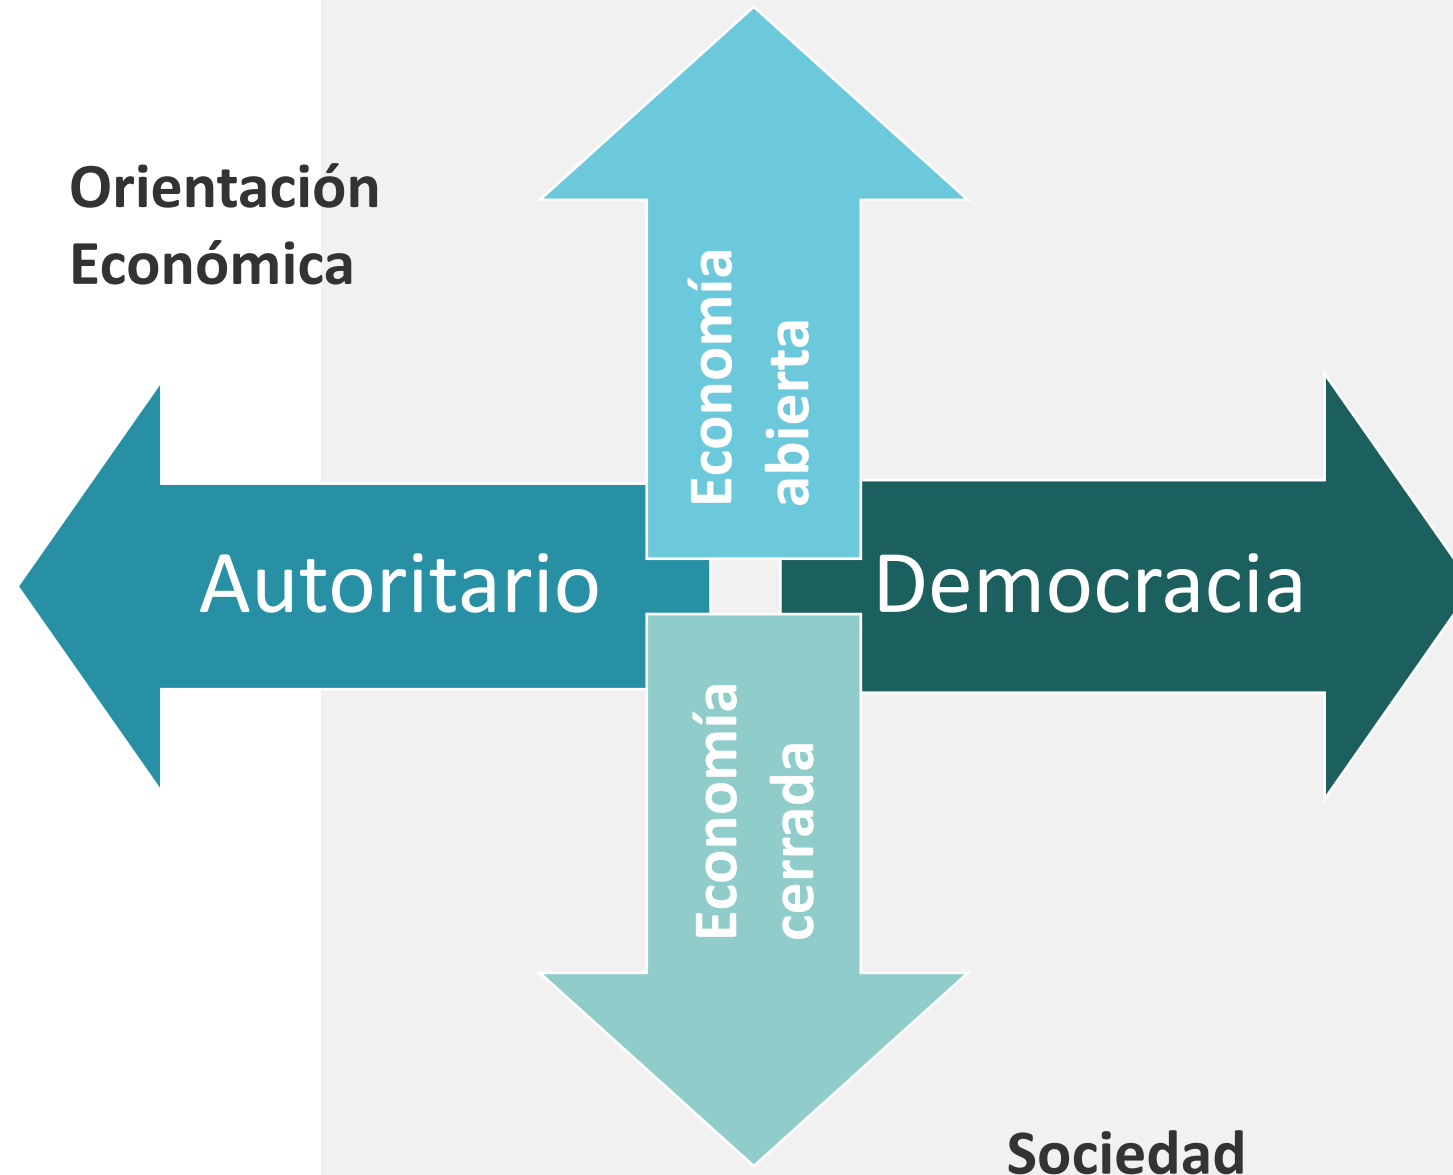 Orientación
Económica
Economía
abierta
Autoritario
Democracia
Economía
cerrada
Sociedad